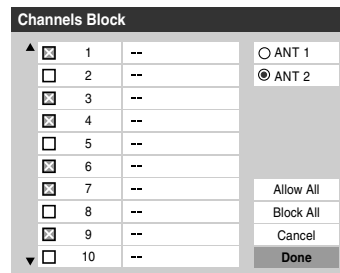 Channels Block
1 -- ANT 1
2 -- ANT 2
3 --
4 --
5 --
6 --
7 -- Allow All
8 -- Block All
9 -- Cancel
10 -- Done